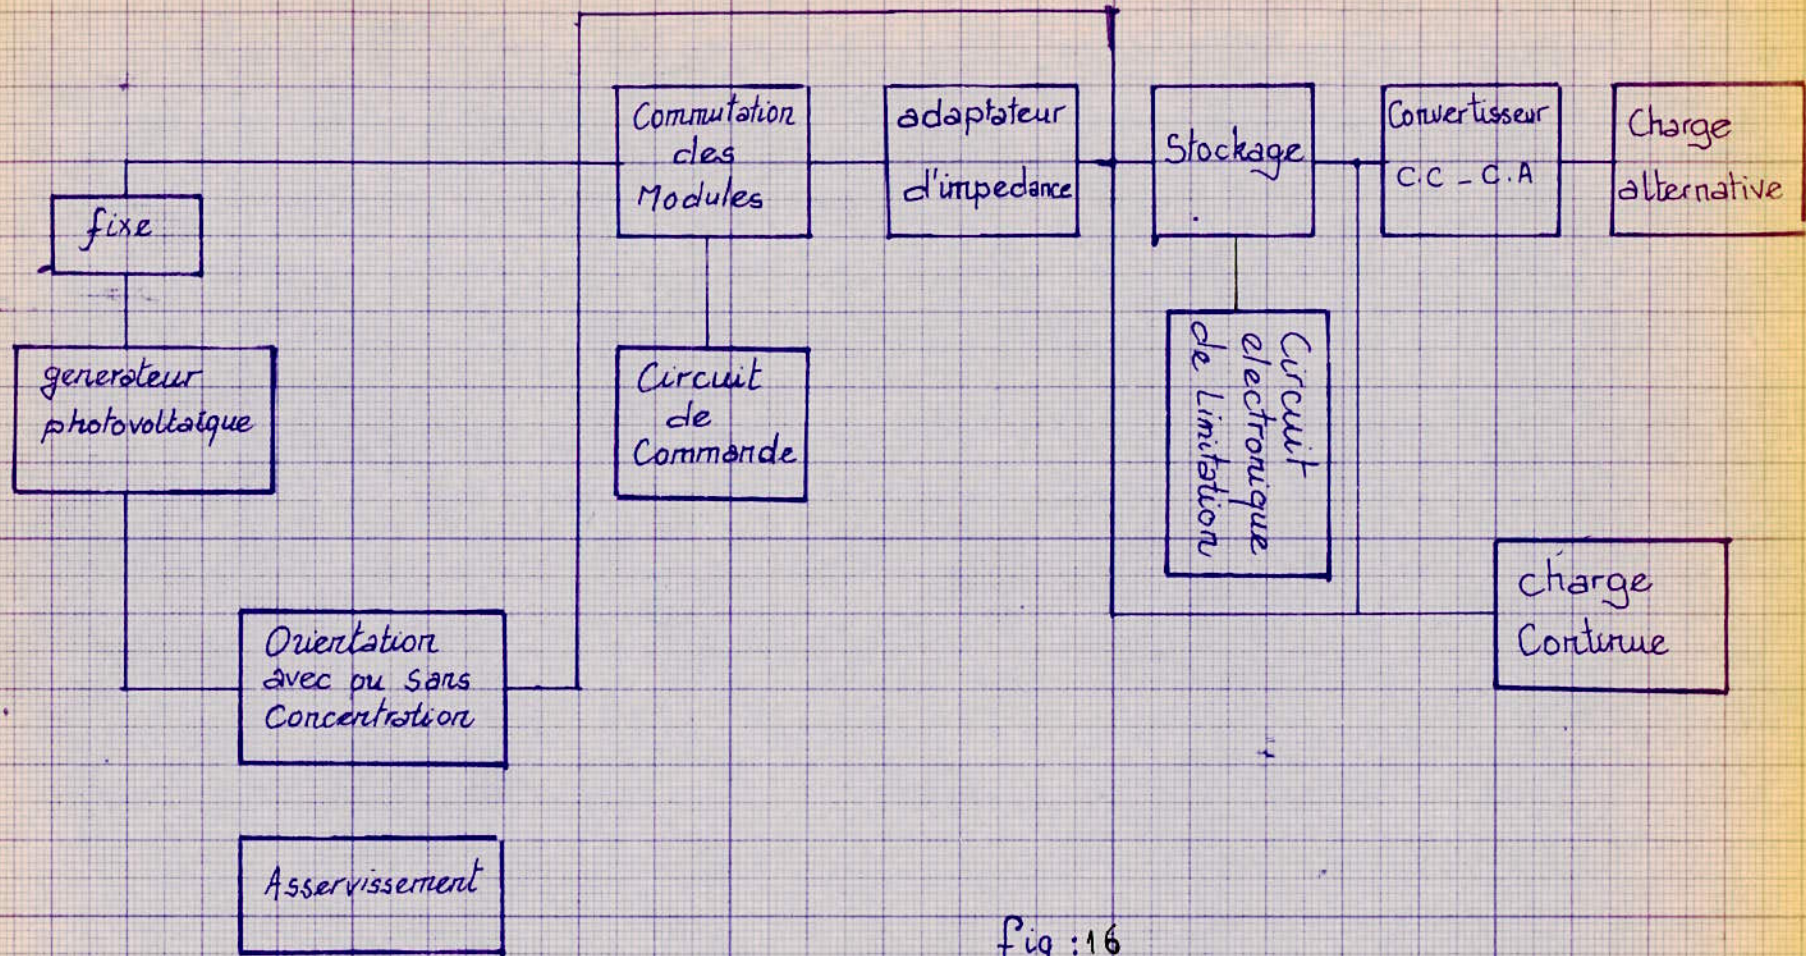 Commutation
des
Modules
adaptateur
d'impedance
Stockage
Convertisseur
C.C - C.A
Charge
alternative
fixe
generateur
photovoltaïque
Circuit
de
Commande
Circuit
electronique
de Limitation
charge
Continue
Orientation
avec ou sans
Concentration
Asservissement
fig : 16